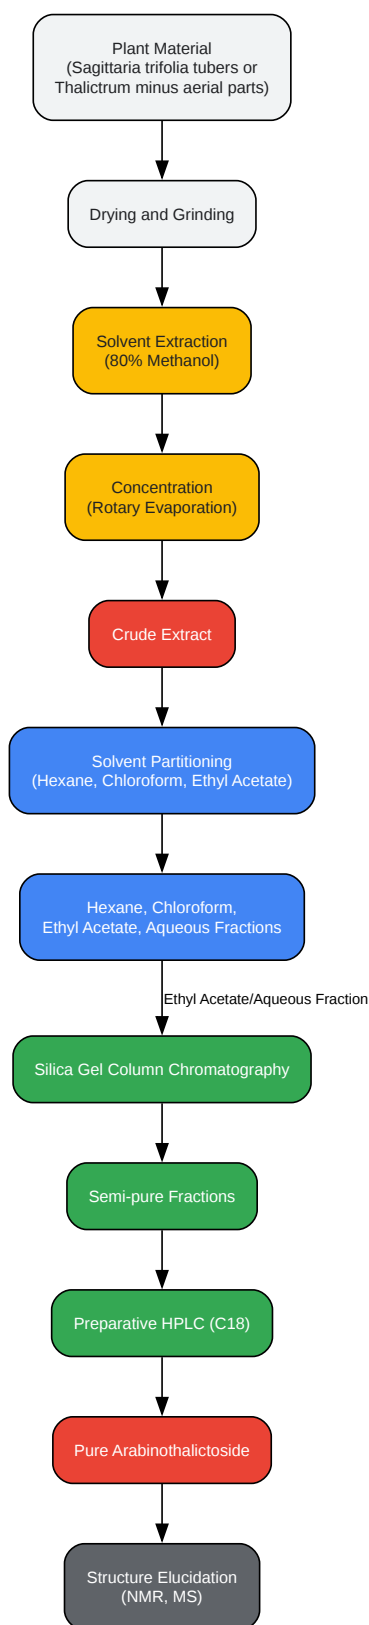 Plant Material
(Sagittaria trifolia tubers or
Thalictrum minus aerial parts)
Drying and Grinding
Solvent Extraction
(80% Methanol)
Concentration
(Rotary Evaporation)
Crude Extract
Solvent Partitioning
(Hexane, Chloroform, Ethyl Acetate)
Hexane, Chloroform,
Ethyl Acetate, Aqueous Fractions
Ethyl Acetate/Aqueous Fraction
Silica Gel Column Chromatography
Semi-pure Fractions
Preparative HPLC (C18)
Pure Arabinothalictoside
Structure Elucidation
(NMR, MS)